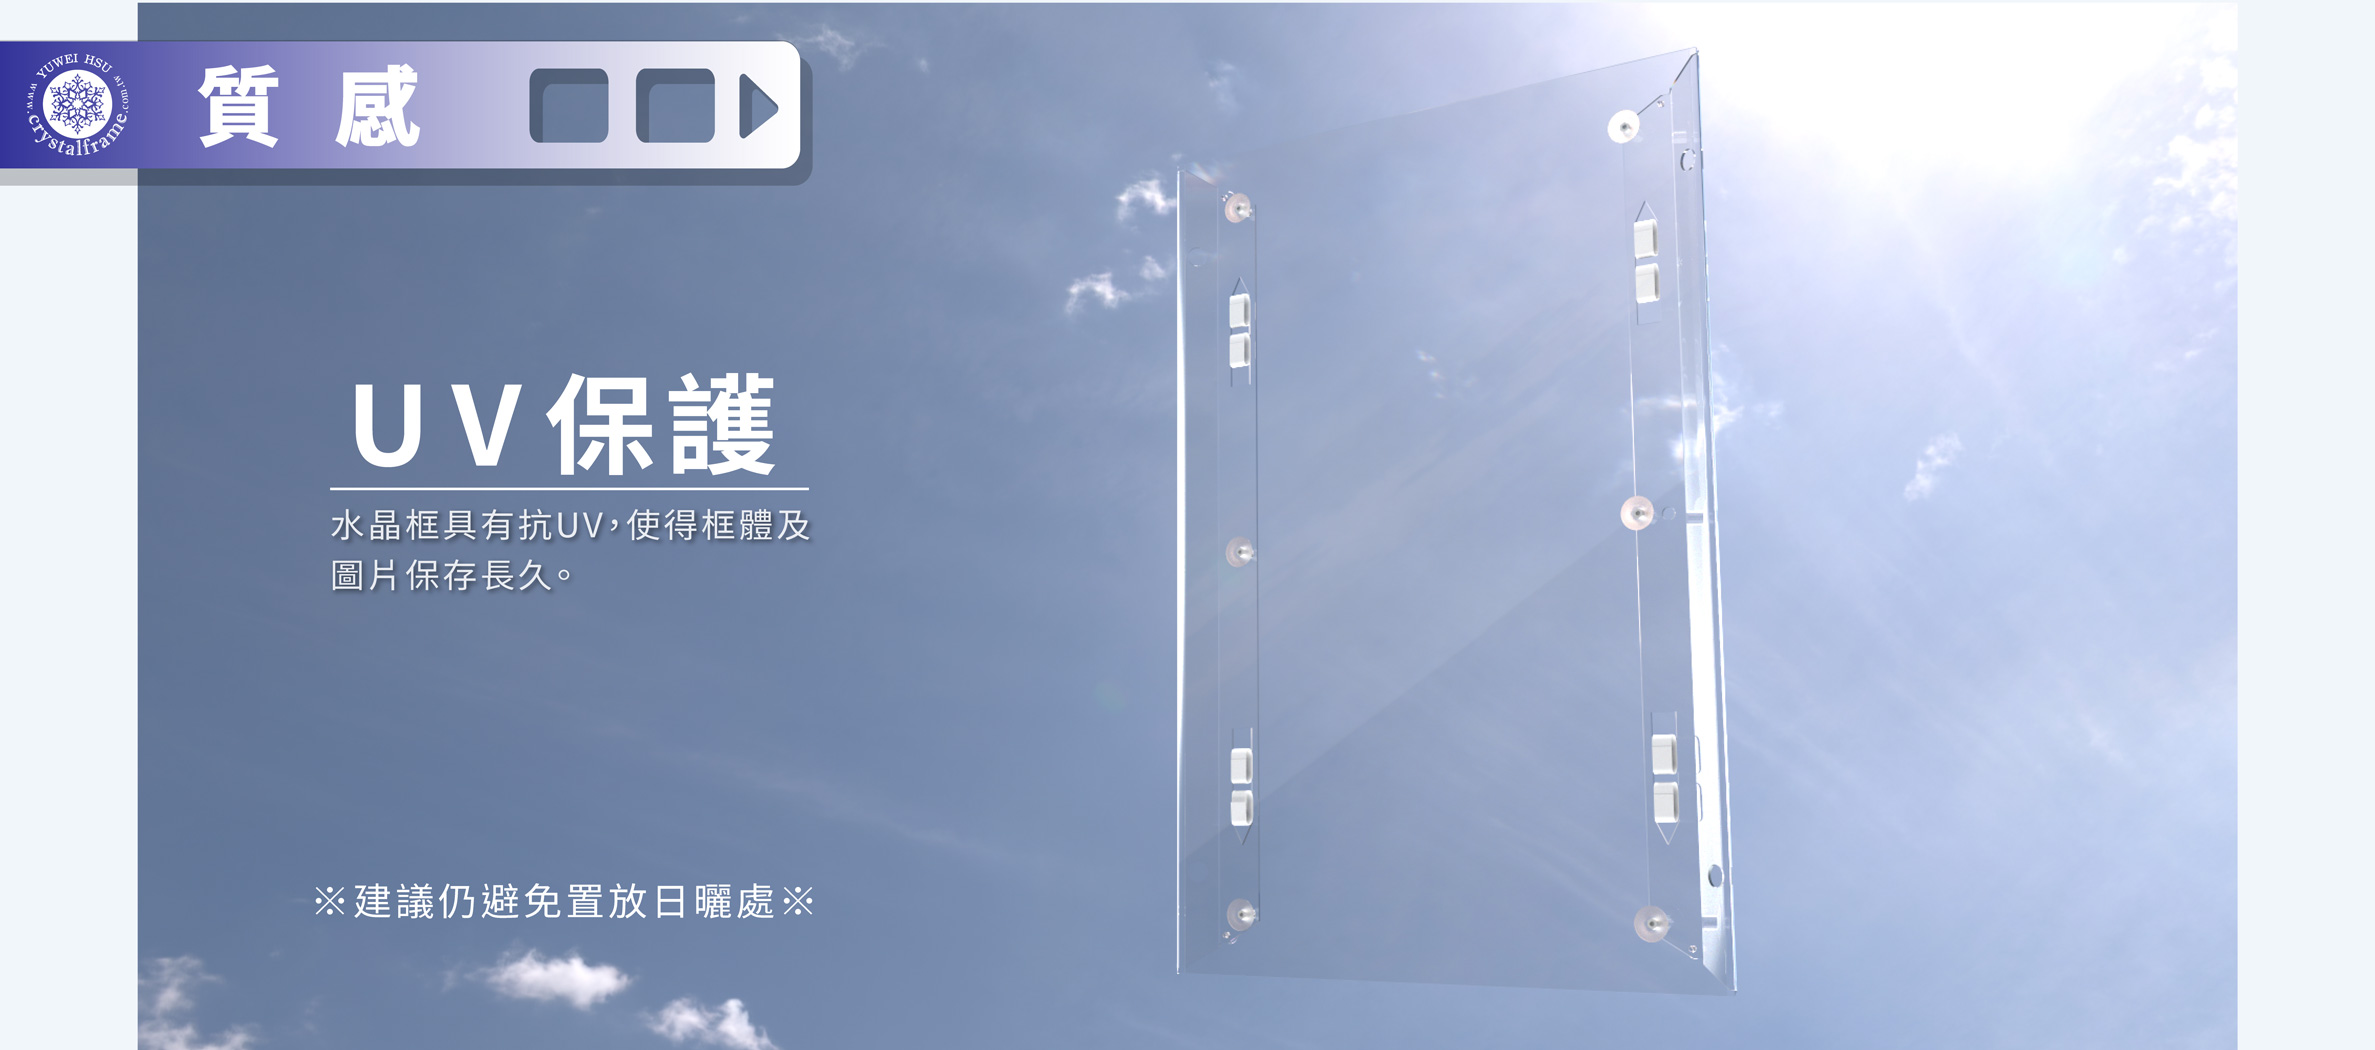 YUWEI HSU
www.crystalframe.com.tw
質感
UV保護
水晶框具有抗UV，使得框體及
圖片保存長久。
※建議仍避免置放日曬處※